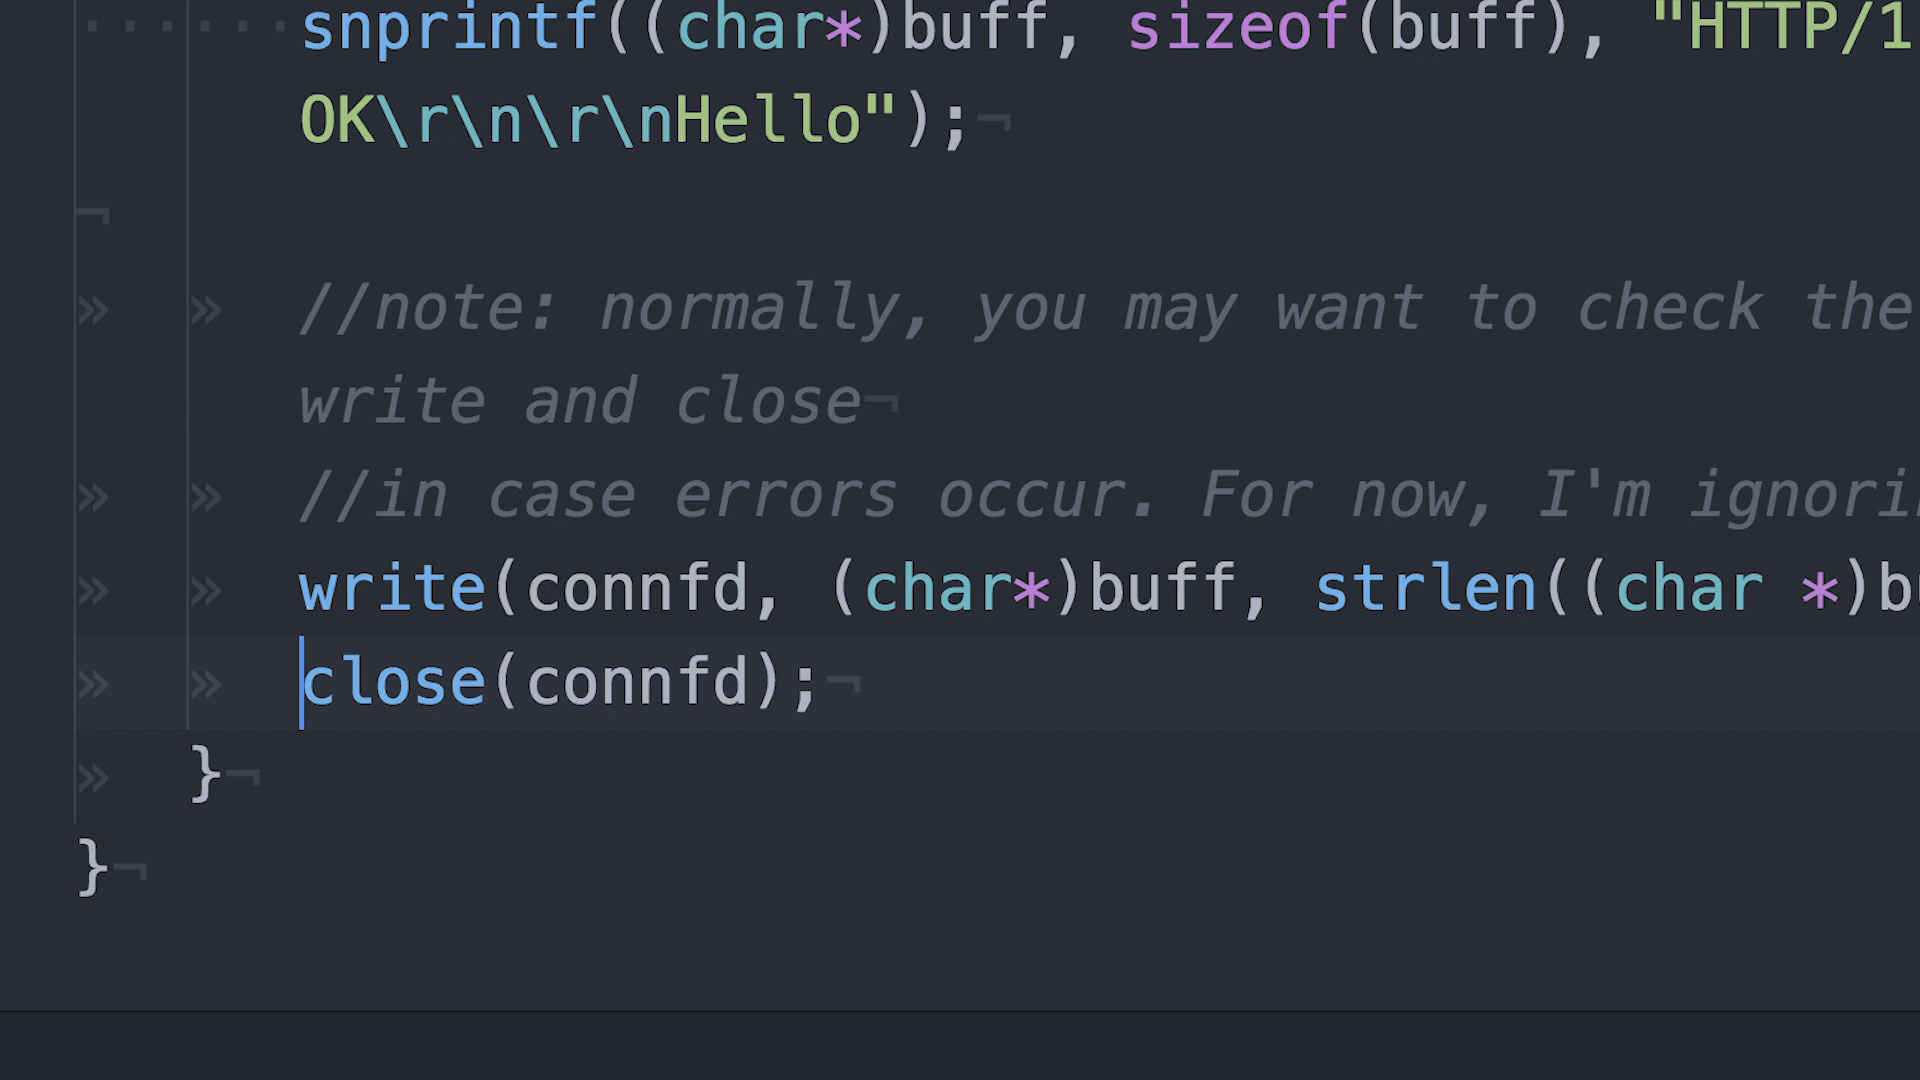 snprintf((char*)buff, sizeof(buff), "HTTP/1
OK\r\n\r\nHello");
//note: normally, you may want to check the
write and close
//in case errors occur. For now, I'm
write(connfd, (char*)buff, strlen((char *)
close(connfd);
}
}